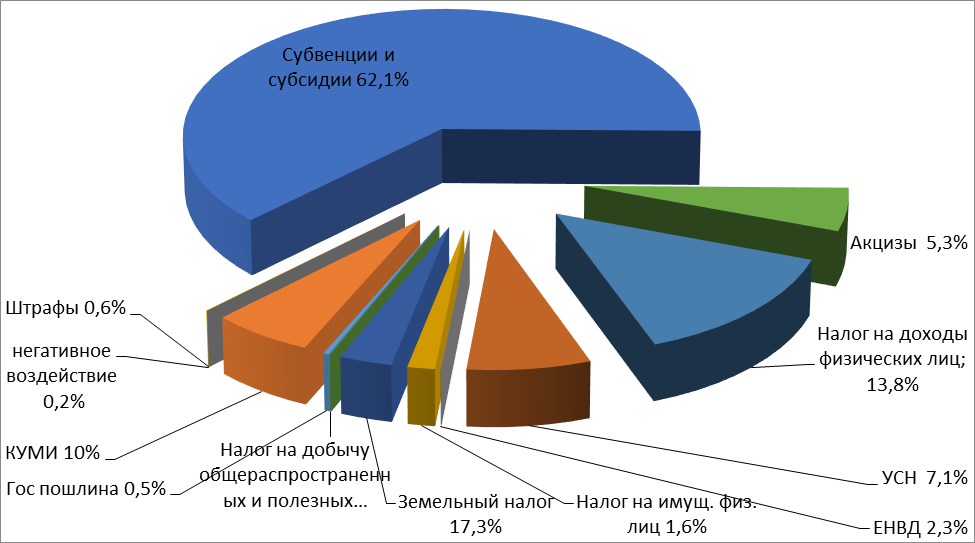 Субвенции и
субсидии 62,1%
Акцизы  5,3%
Налог на доходы
физических лиц;
13,8%
УСН  7,1%
ЕНВД 2,3%
Налог на имущ. физ.
лиц 1,6%
Земельный налог
17,3%
Налог на добычу
общераспространенн
ых и полезных...
Гос пошлина 0,5%
КУМИ 10%
негативное
воздействие
0,2%
Штрафы 0,6%